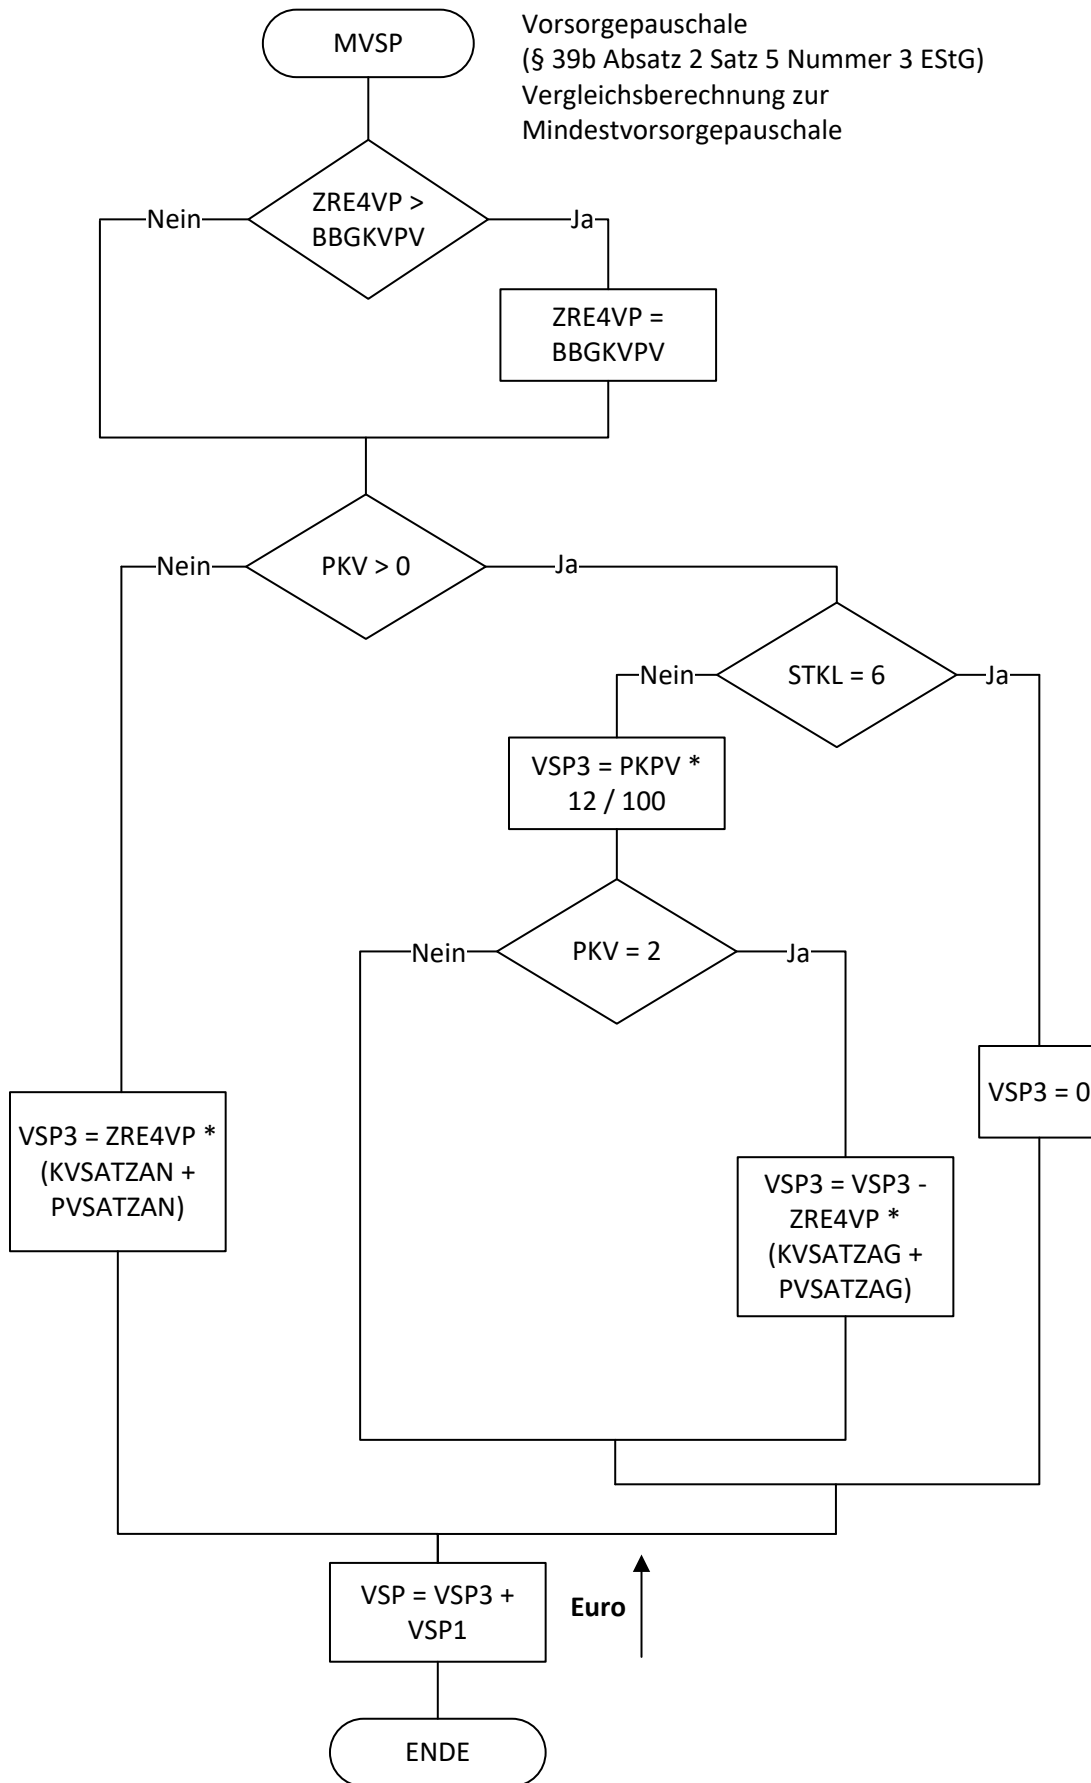 MVSP
Vorsorgepauschale
(§ 39b Absatz 2 Satz 5 Nummer 3 EStG)
Vergleichsberechnung zur
Mindestvorsorgepauschale
ZRE4VP >
BBGKVPV
Nein
Ja
ZRE4VP =
BBGKVPV
PKV > 0
Nein
Ja
STKL = 6
Nein
Ja
VSP3 = PKPV *
12 / 100
PKV = 2
Nein
Ja
VSP3 = 0
VSP3 = ZRE4VP *
(KVSATZAN +
PVSATZAN)
VSP3 = VSP3 -
ZRE4VP *
(KVSATZAG +
PVSATZAG)
VSP = VSP3 +
VSP1
Euro
ENDE